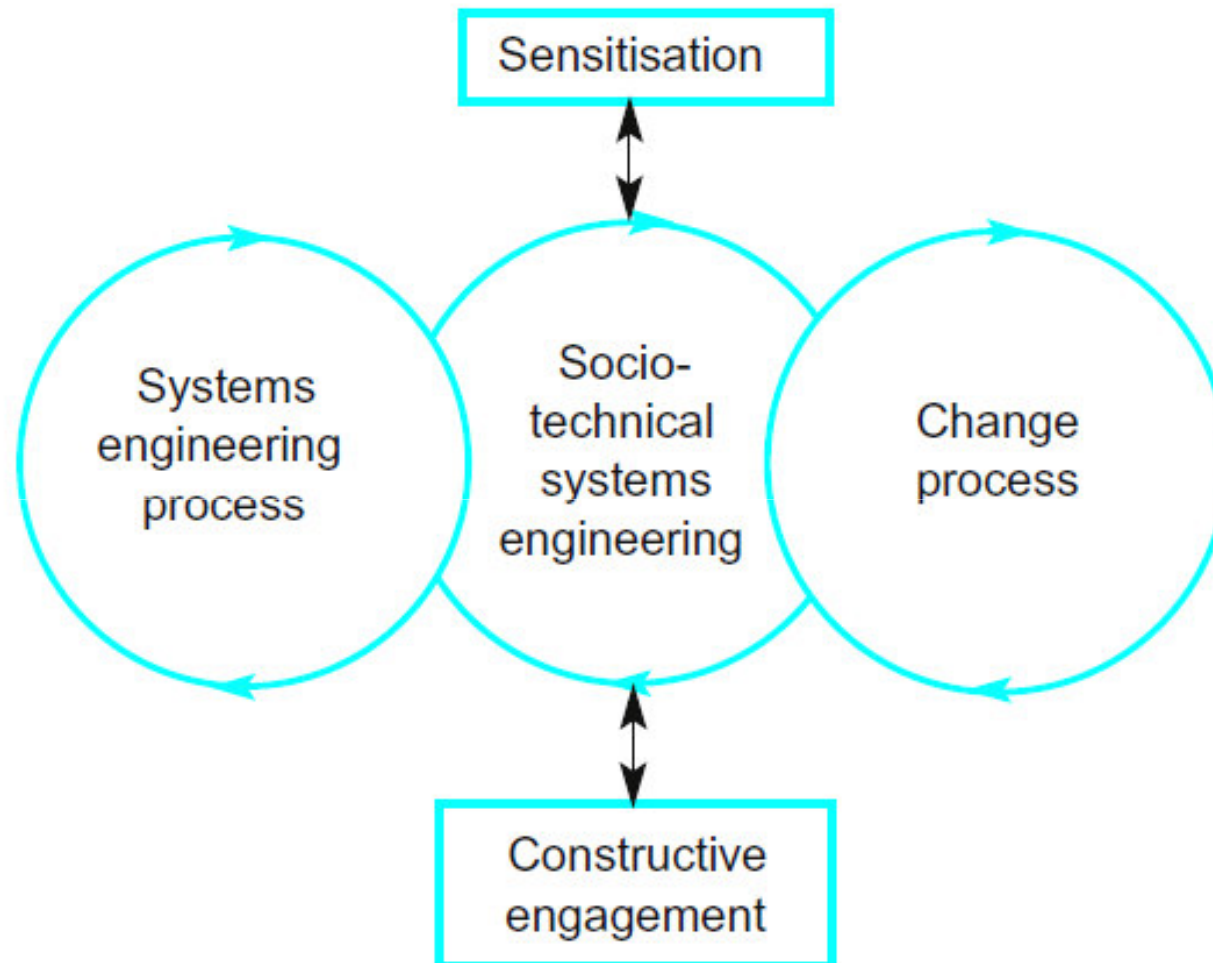 Sensitisation
Systems
engineering
process
Socio-
technical
systems
engineering
Change
process
Constructive
engagement